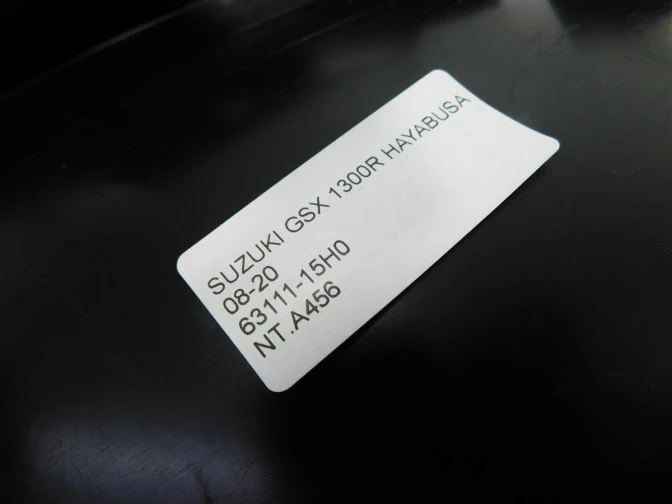 SUZUKI GSX 1300R HAYABUSA
08-20
63111-15H0
NT.A456